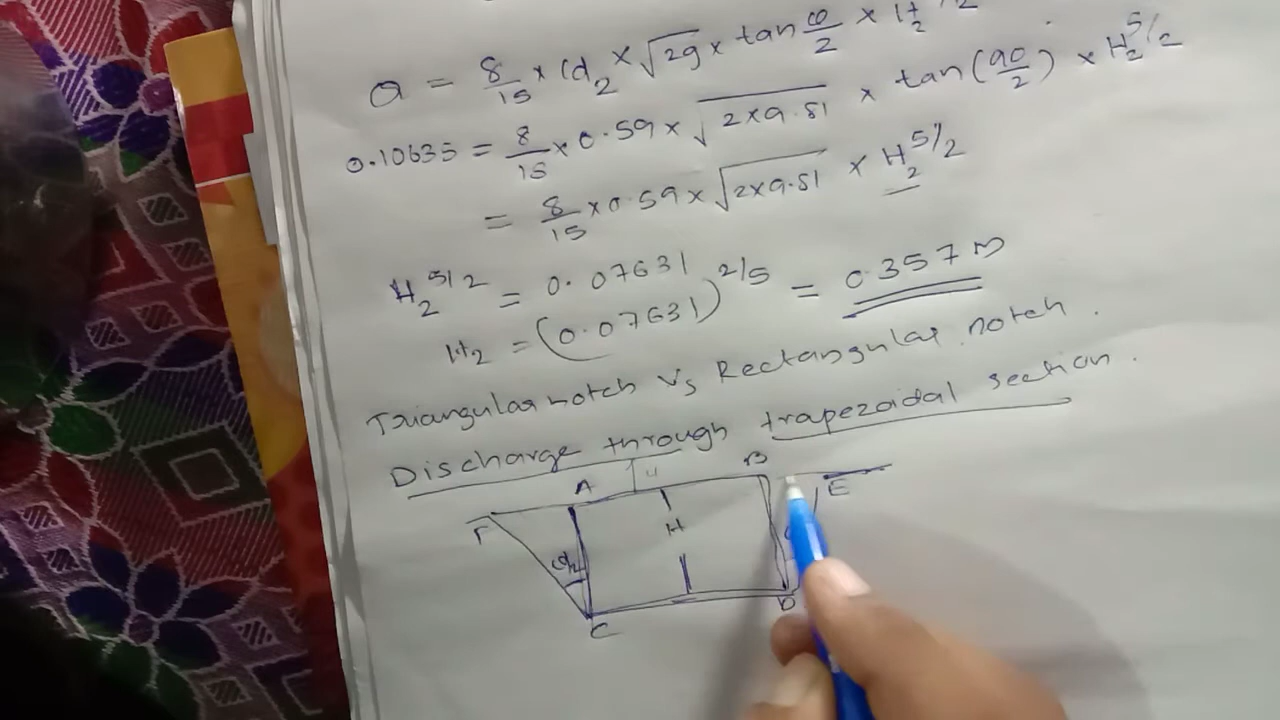 Q = 8/15 × Cd2 × √2g × tan θ/2 × H2
0.10635 = 8/15 × 0.59 × √2×9.81 × tan(90/2) × H2^5/2
= 8/15 × 0.59 × √2×9.81 × H2^5/2
H2^5/2 = 0.07631
H2 = (0.07631)^2/5 = 0.357 m
Triangular notch Vs Rectangular notch.
Discharge through trapezoidal section.
A B E
F H
θ/2
C D